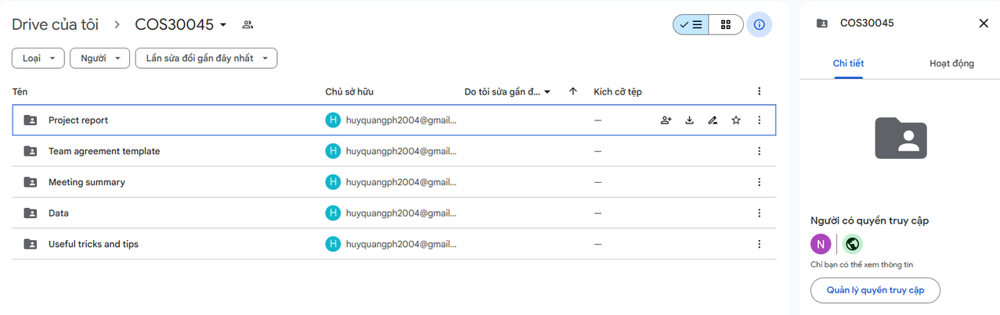 Drive của tôi > COS30045
Loại Người Lần sửa đổi gần đây nhất
Tên Chủ sở hữu Do tôi sửa gần đ... Kích cỡ tệp
Project report H huyquangph2004@gmail... —
Team agreement template H huyquangph2004@gmail... —
Meeting summary H huyquangph2004@gmail... —
Data H huyquangph2004@gmail... —
Useful tricks and tips H huyquangph2004@gmail... —
COS30045
Chi tiết Hoạt động
Người có quyền truy cập
N
Chỉ bạn có thể xem thông tin
Quản lý quyền truy cập